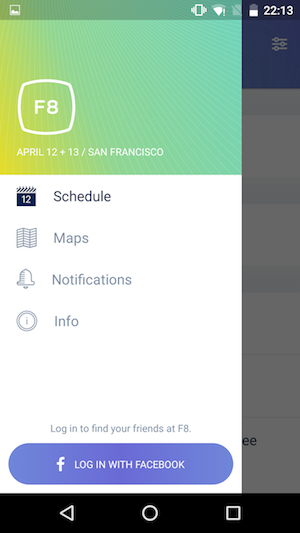 22:13
F8
APRIL 12 + 13 / SAN FRANCISCO
12
Schedule
Maps
Notifications
Info
ee
Log in to find your friends at F8.
f LOG IN WITH FACEBOOK